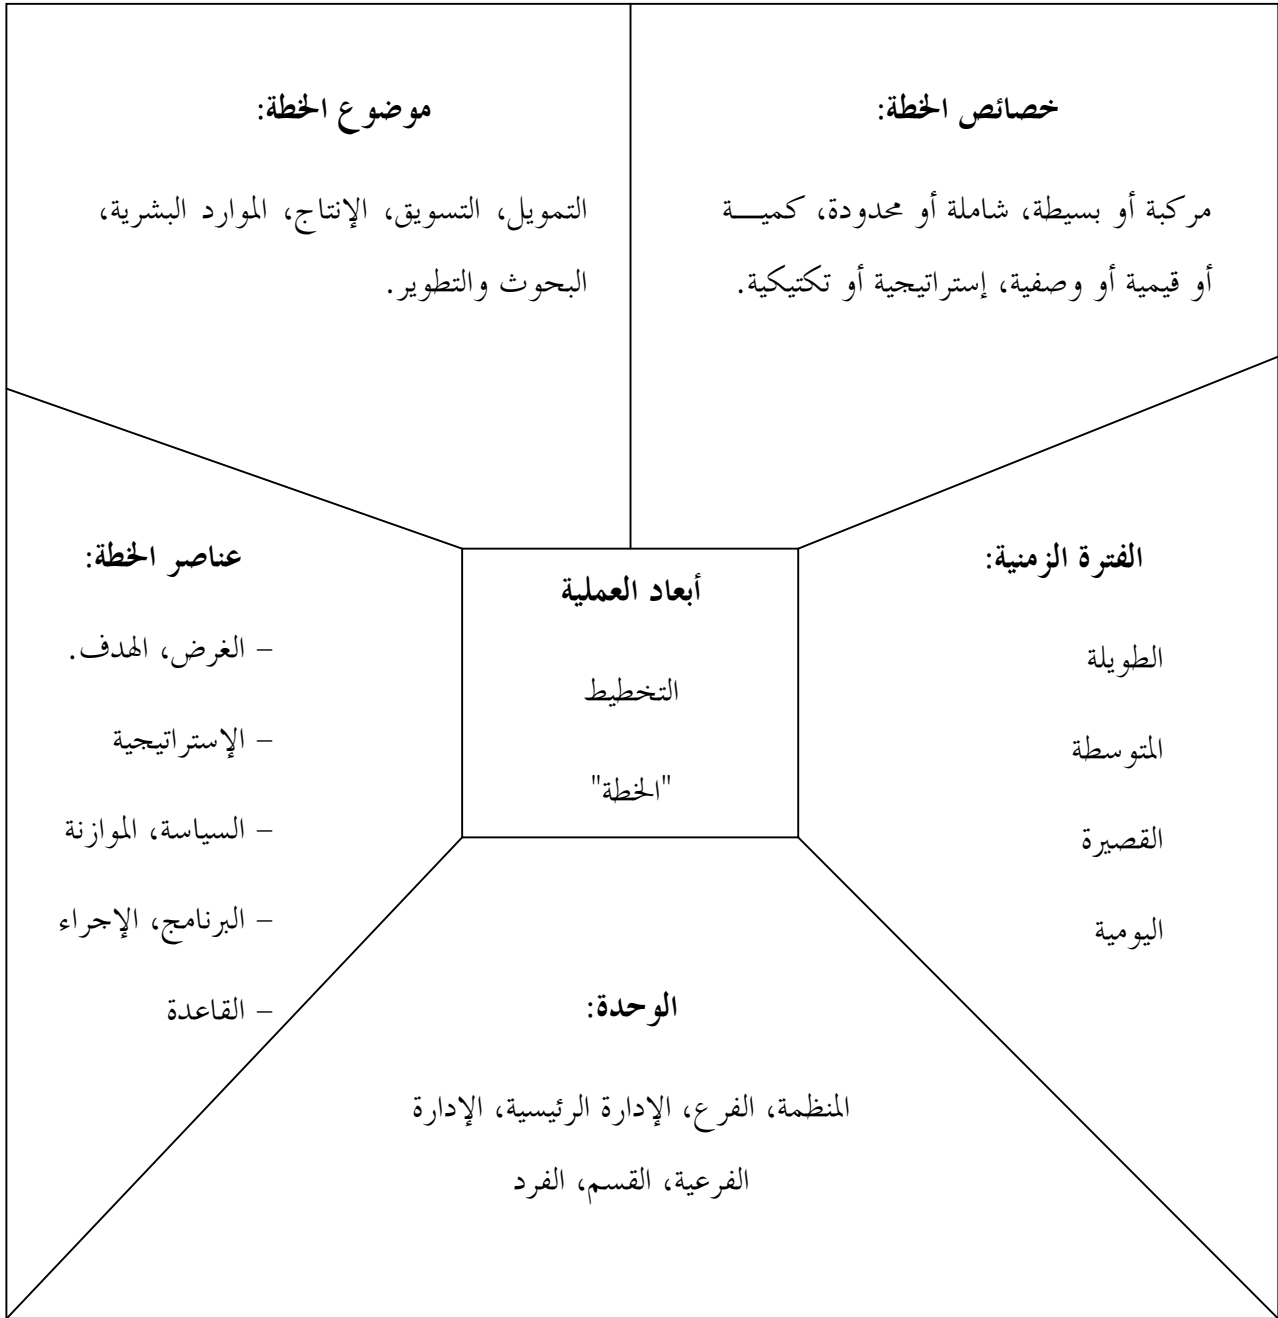 خصائص الخطة:
مركبة أو بسيطة، شاملة أو محدودة، كميـــة
أو قيمية أو وصفية، إستراتيجية أو تكتيكية.
موضوع الخطة:
التمويل، التسويق، الإنتاج، الموارد البشرية،
البحوث والتطوير.
الفترة الزمنية:
الطويلة
المتوسطة
القصيرة
اليومية
أبعاد العملية
التخطيط
"الخطة"
عناصر الخطة:
– الغرض، الهدف.
– الإستراتيجية
– السياسة، الموازنة
– البرنامج، الإجراء
– القاعدة
الوحدة:
المنظمة، الفرع، الإدارة الرئيسية، الإدارة
الفرعية، القسم، الفرد